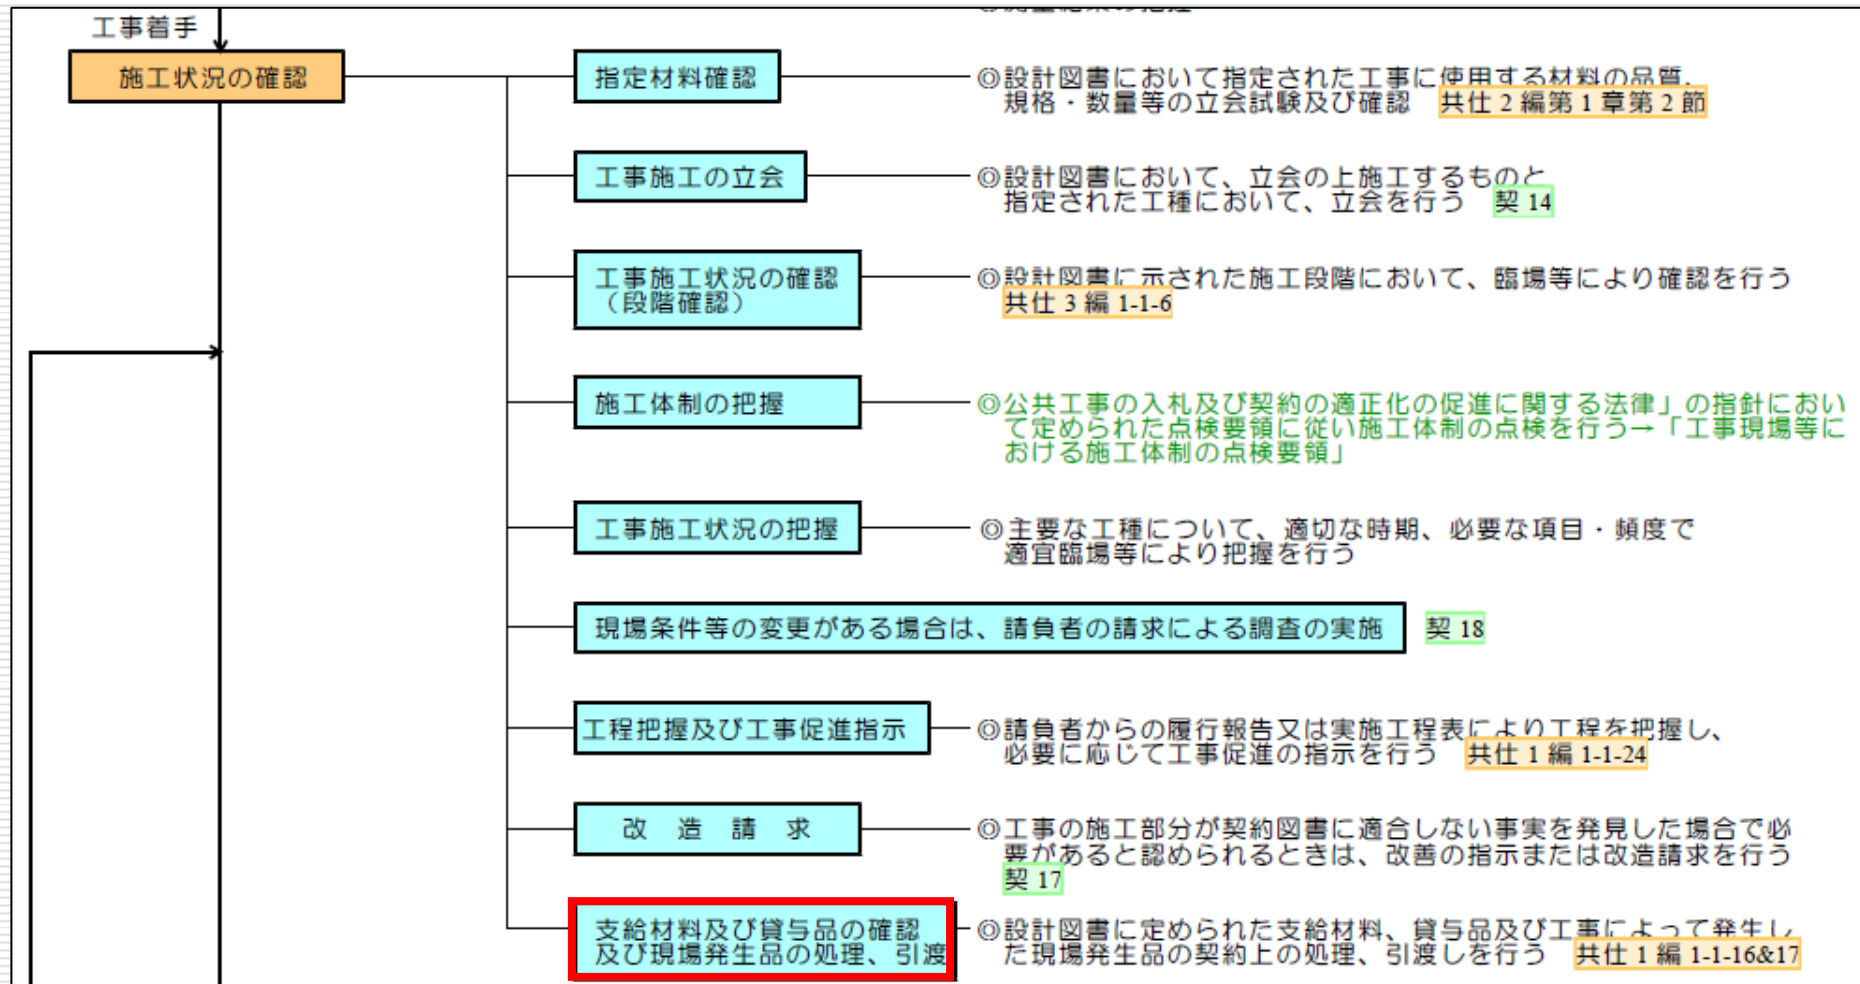 工事着手
施工状況の確認
指定材料確認
◎設計図書において指定された工事に使用する材料の品質、
規格・数量等の立会試験及び確認 共仕 2 編第 1 章第 2 節
工事施工の立会
◎設計図書において、立会の上施工するものと
指定された工種において、立会を行う 契 14
工事施工状況の確認
（段階確認）
◎設計図書に示された施工段階において、臨場等により確認を行う
共仕 3 編 1-1-6
施工体制の把握
◎公共工事の入札及び契約の適正化の促進に関する法律」の指針におい
て定められた点検要領に従い施工体制の点検を行う→「工事現場等に
おける施工体制の点検要領」
工事施工状況の把握
◎主要な工種について、適切な時期、必要な項目・頻度で
適宜臨場等により把握を行う
現場条件等の変更がある場合は、請負者の請求による調査の実施 契 18
工程把握及び工事促進指示
◎請負者からの履行報告又は実施工程表により工程を把握し、
必要に応じて工事促進の指示を行う 共仕 1 編 1-1-24
改 造 請 求
◎工事の施工部分が契約図書に適合しない事実を発見した場合で必
要があると認められるときは、改善の指示または改造請求を行う
契 17
支給材料及び貸与品の確認
及び現場発生品の処理、引渡
◎設計図書に定められた支給材料、貸与品及び工事によって発生し
た現場発生品の契約上の処理、引渡しを行う 共仕 1 編 1-1-16&17